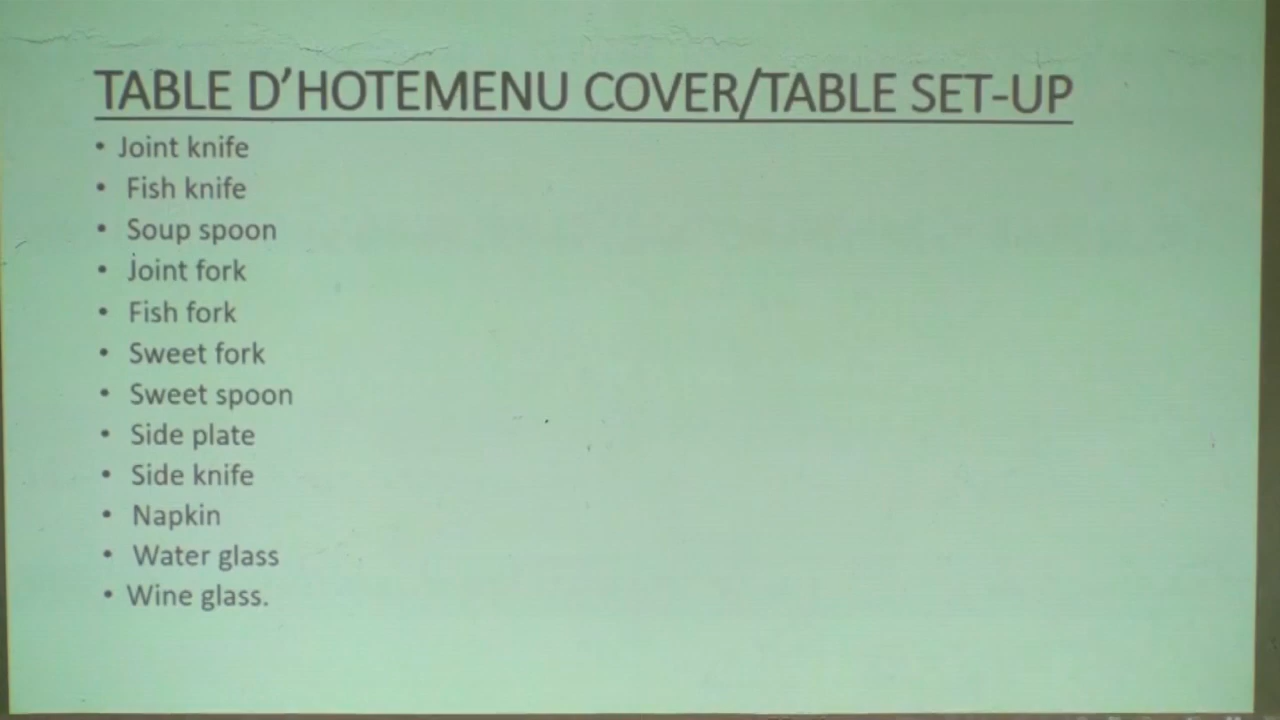 TABLE D'HOTEMENU COVER/TABLE SET-UP
• Joint knife
• Fish knife
• Soup spoon
• Joint fork
• Fish fork
• Sweet fork
• Sweet spoon
• Side plate
• Side knife
• Napkin
• Water glass
• Wine glass.